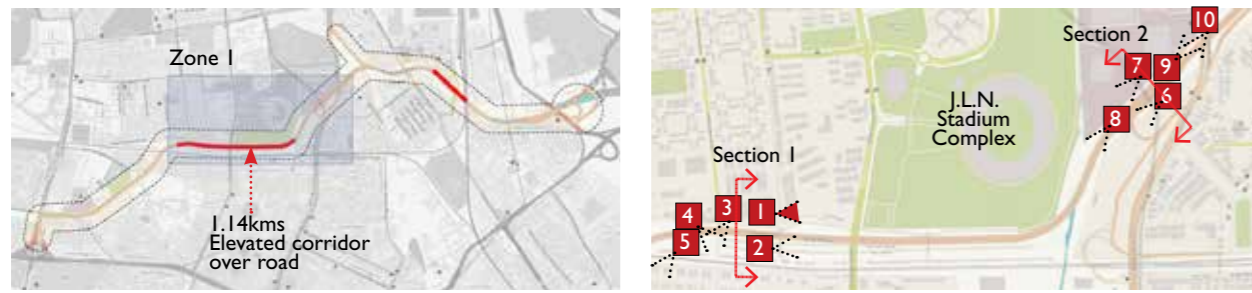 Zone 1
1.14kms
Elevated corridor
over road
10
Section 2
7
9
6
J.L.N.
Stadium
Complex
8
Section 1
4
3
1
5
2